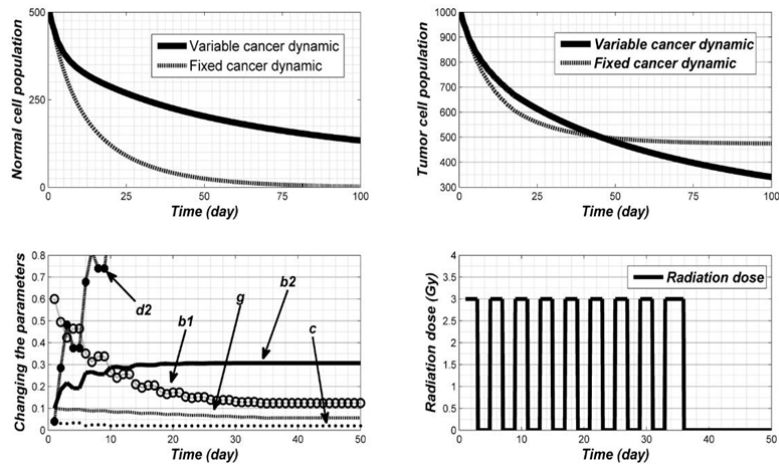 Normal cell population
500
250
0
Variable cancer dynamic
Fixed cancer dynamic
0 25 50 75 100
Time (day)
Tumor cell population
1000
900
800
700
600
500
400
300
Variable cancer dynamic
Fixed cancer dynamic
0 25 50 75 100
Time (day)
Changing the parameters
0.8
0.7
0.6
0.5
0.4
0.3
0.2
0.1
0
d2
b1
g
b2
c
0 10 20 30 40 50
Time (day)
Radiation dose (Gy)
4
3.5
3
2.5
2
1.5
1
0.5
0
Radiation dose
0 10 20 30 40 50
Time (day)